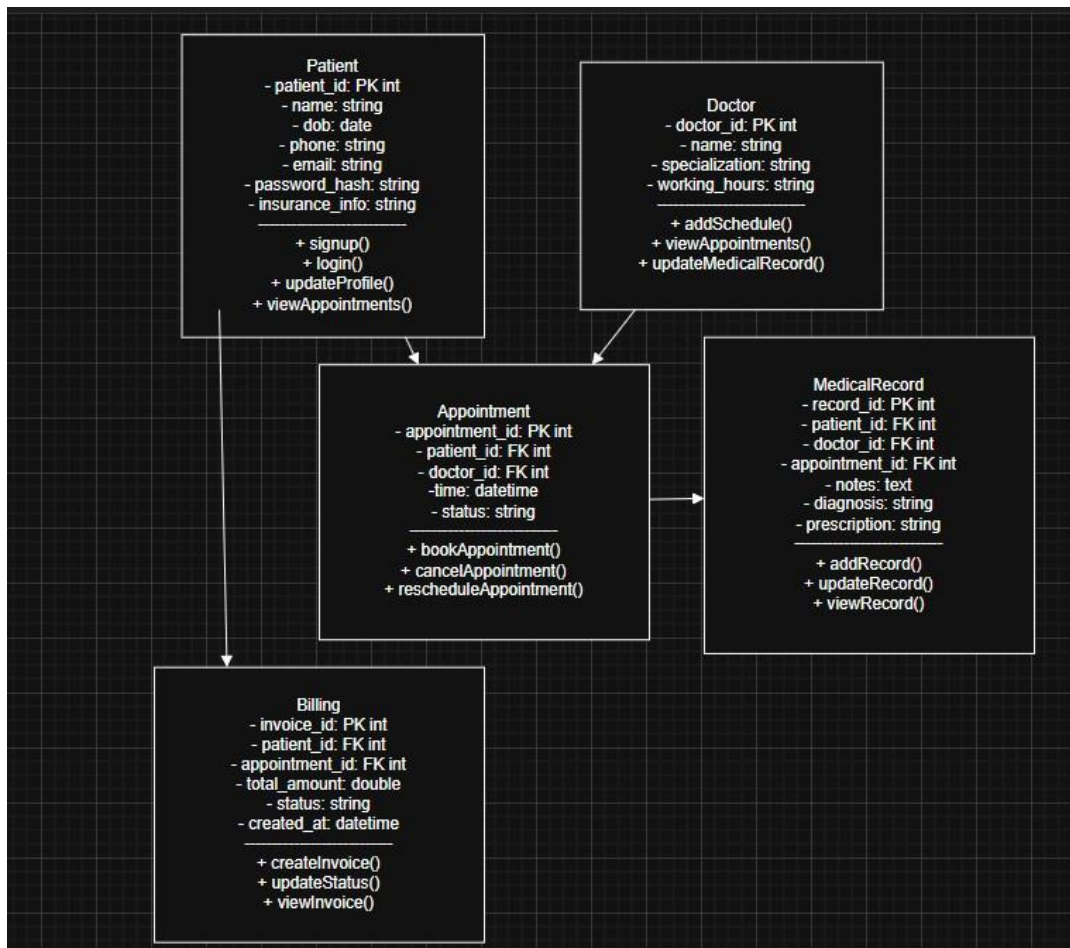 Patient
- patient_id: PK int
- name: string
- dob: date
- phone: string
- email: string
- password_hash: string
- insurance_info: string
+ signup()
+ login()
+ updateProfile()
+ viewAppointments()
Doctor
- doctor_id: PK int
- name: string
- specialization: string
- working_hours: string
+ addSchedule()
+ viewAppointments()
+ updateMedicalRecord()
Appointment
- appointment_id: PK int
- patient_id: FK int
- doctor_id: FK int
-time: datetime
- status: string
+ bookAppointment()
+ cancelAppointment()
+ rescheduleAppointment()
MedicalRecord
- record_id: PK int
- patient_id: FK int
- doctor_id: FK int
- appointment_id: FK int
- notes: text
- diagnosis: string
- prescription: string
+ addRecord()
+ updateRecord()
+ viewRecord()
Billing
- invoice_id: PK int
- patient_id: FK int
- appointment_id: FK int
- total_amount: double
- status: string
- created_at: datetime
+ createInvoice()
+ updateStatus()
+ viewInvoice()